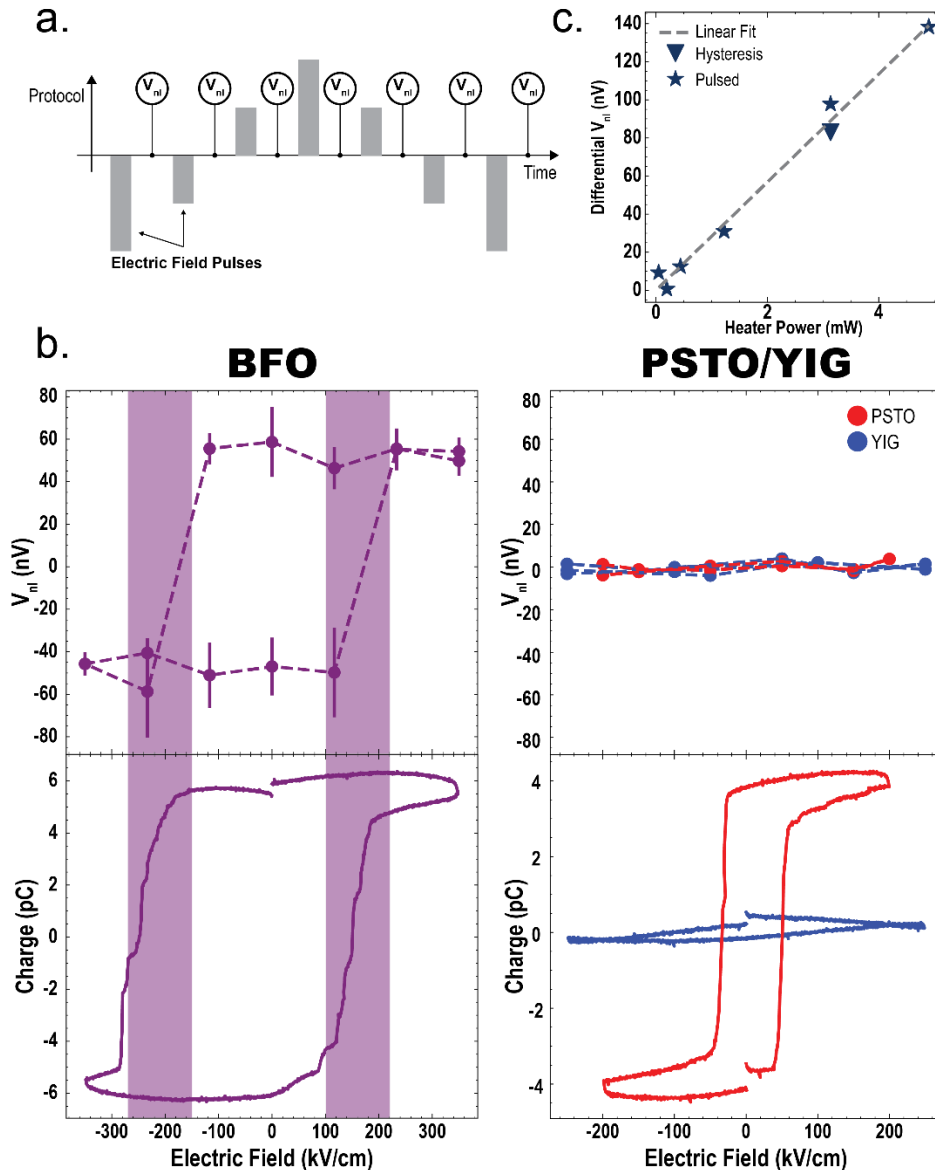 a.
Protocol
V_nl V_nl V_nl V_nl V_nl V_nl V_nl
Time
Electric Field Pulses
c.
Differential V_nl (nV)
140
120
100
80
60
40
20
0
Linear Fit
Hysteresis
Pulsed
0 2 4
Heater Power (mW)
b.
BFO
V_nl (nV)
80
60
40
20
0
-20
-40
-60
-80
Charge (pC)
6
4
2
0
-2
-4
-6
-300 -200 -100 0 100 200 300
Electric Field (kV/cm)
PSTO/YIG
PSTO
YIG
V_nl (nV)
80
60
40
20
0
-20
-40
-60
-80
Charge (pC)
4
2
0
-2
-4
-200 -100 0 100 200
Electric Field (kV/cm)